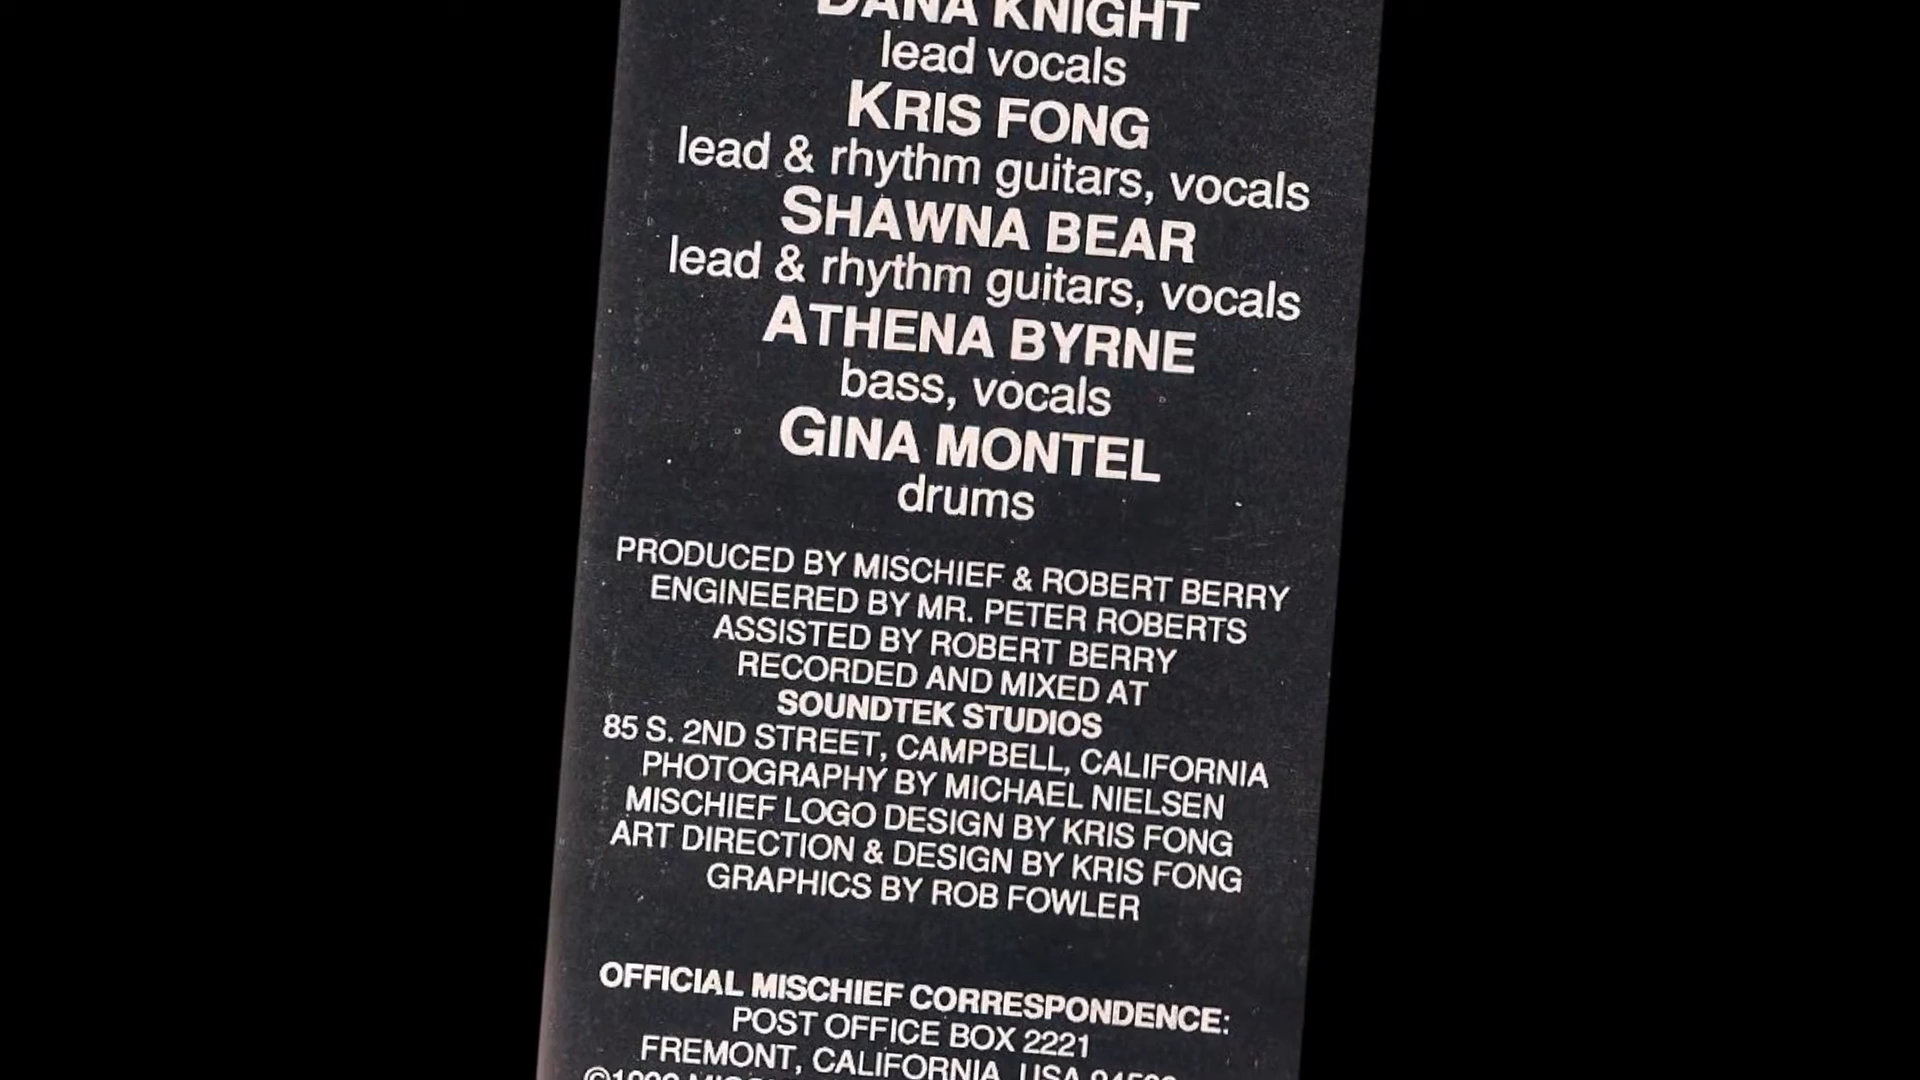 DANA KNIGHT
lead vocals
KRIS FONG
lead & rhythm guitars, vocals
SHAWNA BEAR
lead & rhythm guitars, vocals
ATHENA BYRNE
bass, vocals
GINA MONTEL
drums
PRODUCED BY MISCHIEF & ROBERT BERRY
ENGINEERED BY MR. PETER ROBERTS
ASSISTED BY ROBERT BERRY
RECORDED AND MIXED AT
SOUNDTEK STUDIOS
85 S. 2ND STREET, CAMPBELL, CALIFORNIA
PHOTOGRAPHY BY MICHAEL NIELSEN
MISCHIEF LOGO DESIGN BY KRIS FONG
ART DIRECTION & DESIGN BY KRIS FONG
GRAPHICS BY ROB FOWLER
OFFICIAL MISCHIEF CORRESPONDENCE:
POST OFFICE BOX 2221
FREMONT, CALIFORNIA, USA